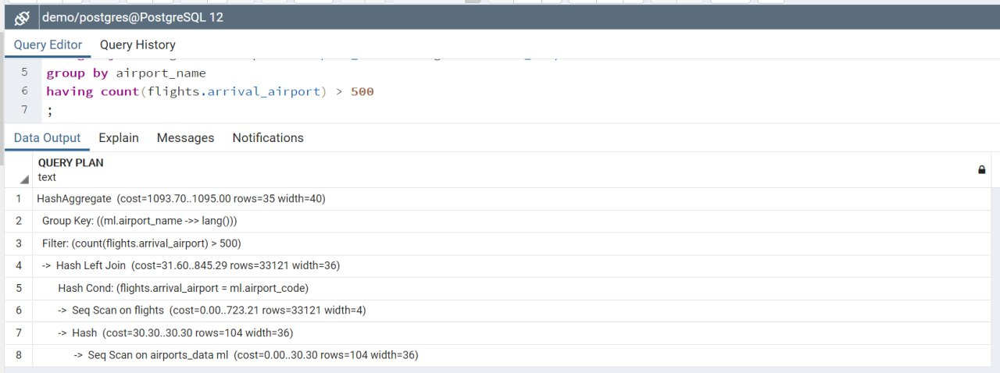 demo/postgres@PostgreSQL 12
Query Editor Query History
5 group by airport_name
6 having count(flights.arrival_airport) > 500
7 ;
Data Output Explain Messages Notifications
QUERY PLAN
text
1 HashAggregate (cost=1093.70..1095.00 rows=35 width=40)
2 Group Key: ((ml.airport_name ->> lang()))
3 Filter: (count(flights.arrival_airport) > 500)
4 -> Hash Left Join (cost=31.60..845.29 rows=33121 width=36)
5 Hash Cond: (flights.arrival_airport = ml.airport_code)
6 -> Seq Scan on flights (cost=0.00..723.21 rows=33121 width=4)
7 -> Hash (cost=30.30..30.30 rows=104 width=36)
8 -> Seq Scan on airports_data ml (cost=0.00..30.30 rows=104 width=36)